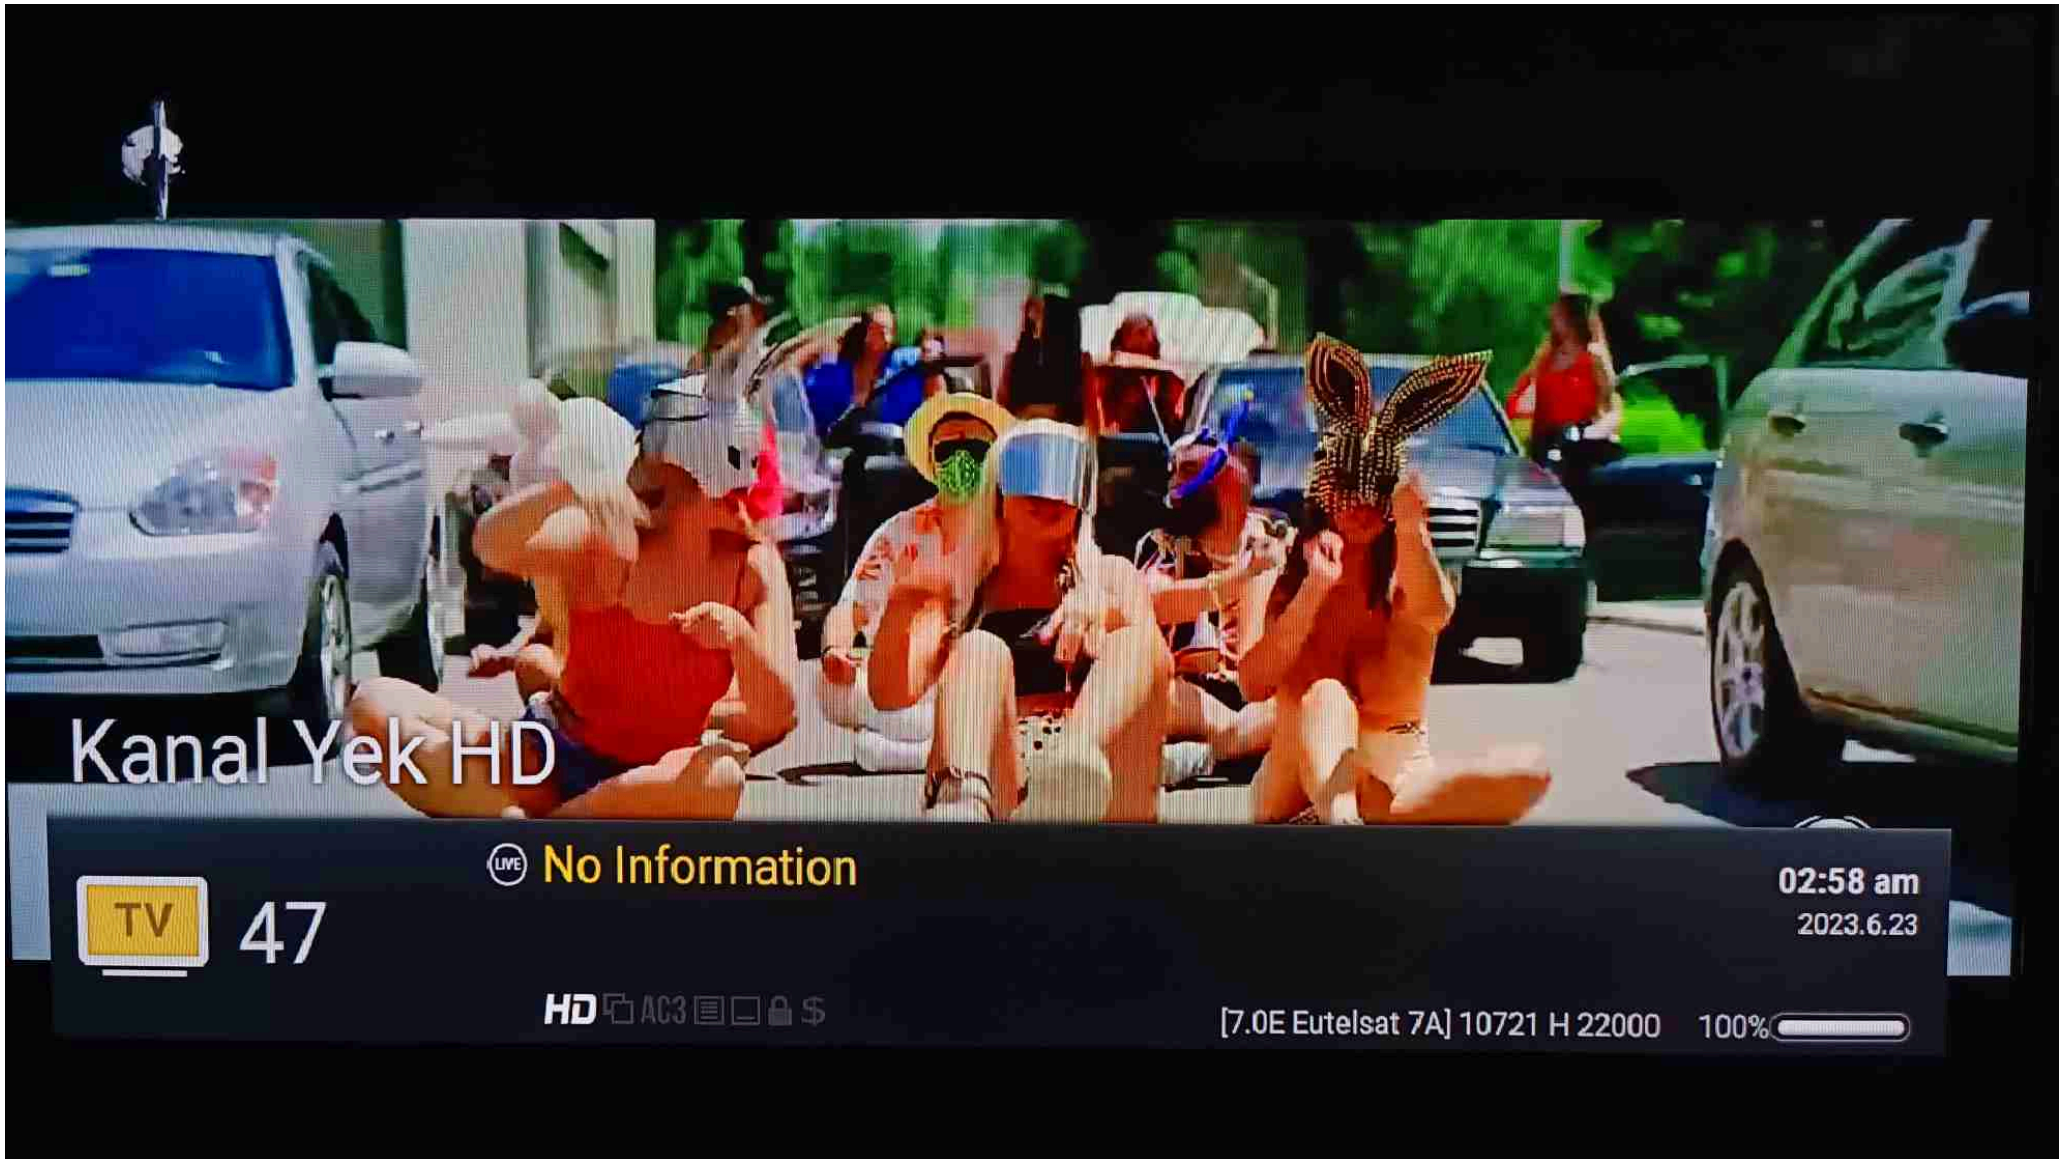 Kanal Yek HD
LIVE No Information
02:58 am
TV 47
2023.6.23
HD AC3 $
[7.0E Eutelsat 7A] 10721 H 22000 100%